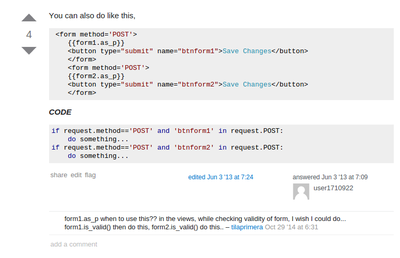 You can also do like this,
4
<form method='POST'>
{{form1.as_p}}
<button type="submit" name="btnform1">Save Changes</button>
</form>
<form method='POST'>
{{form2.as_p}}
<button type="submit" name="btnform2">Save Changes</button>
</form>
CODE
if request.method=='POST' and 'btnform1' in request.POST:
do something...
if request.method=='POST' and 'btnform2' in request.POST:
do something...
share edit flag
edited Jun 3 '13 at 7:24
answered Jun 3 '13 at 7:09
user1710922
form1.as_p when to use this?? in the views, while checking validity of form, I wish I could do...
form1.is_valid() then do this, form2.is_valid() do this.. – tilaprimera Oct 29 '14 at 6:31
add a comment